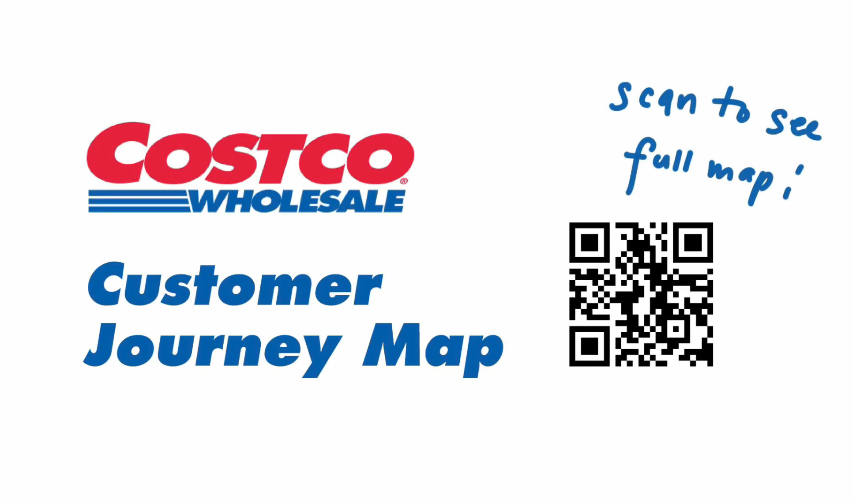 COSTCO®
WHOLESALE
Customer
Journey Map
scan to see
full map!